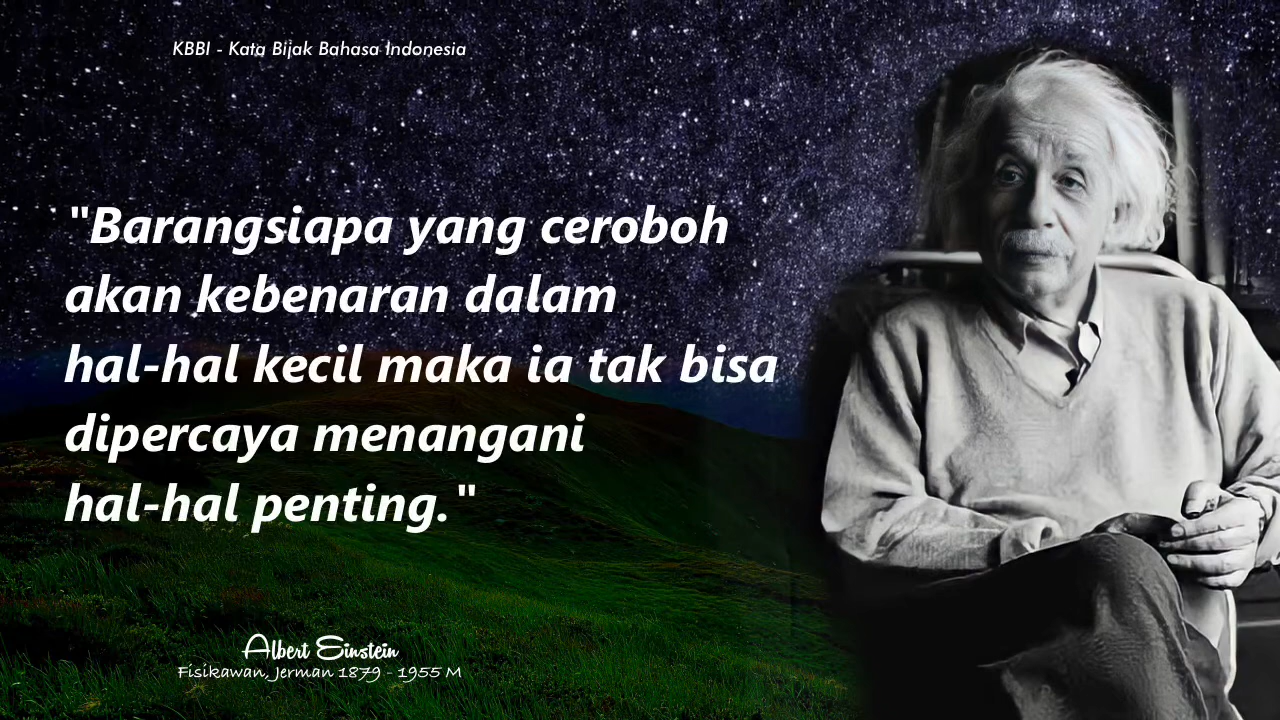 KBBI - Kata Bijak Bahasa Indonesia
"Barangsiapa yang ceroboh
akan kebenaran dalam
hal-hal kecil maka ia tak bisa
dipercaya menangani
hal-hal penting."
Albert Einstein
Fisikawan, Jerman 1879 - 1955 M